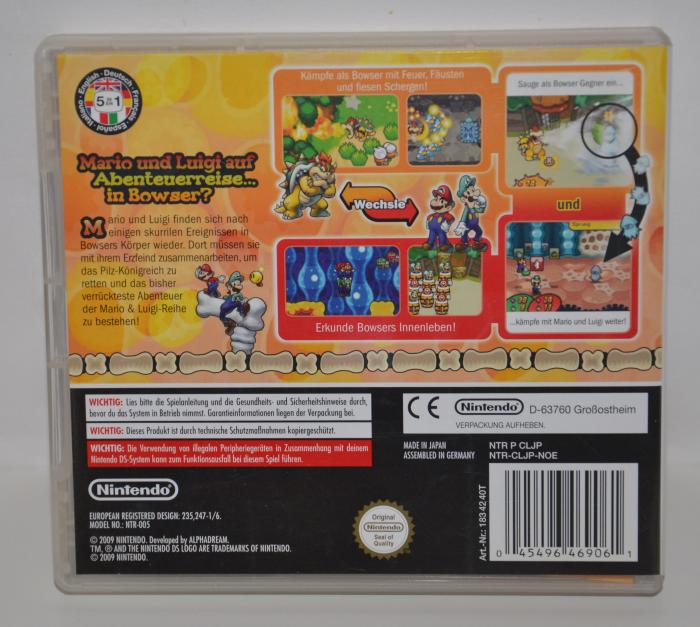 English · Deutsch · Français · Español · Italiano
5 in 1
Mario und Luigi auf
Abenteuerreise...
in Bowser?
Mario und Luigi finden sich nach
einigen skurrilen Ereignissen in
Bowsers Körper wieder. Dort müssen sie
mit ihrem Erzfeind zusammenarbeiten, um
das Pilz-Königreich zu
retten und das bisher
verrückteste Abenteuer
der Mario & Luigi-Reihe
zu bestehen!
Kämpfe als Bowser mit Feuer, Fäusten
und fiesen Schergen!
Wechsle
Erkunde Bowsers Innenleben!
Sauge als Bowser Gegner ein...
und
Sprung
...kämpfe mit Mario und Luigi weiter!
WICHTIG: Lies bitte die Spielanleitung und die Gesundheits- und Sicherheitshinweise durch,
bevor du das System in Betrieb nimmst. Garantieinformationen liegen der Verpackung bei.
WICHTIG: Dieses Produkt ist durch technische Schutzmaßnahmen kopiergeschützt.
WICHTIG: Die Verwendung von illegalen Peripheriegeräten in Zusammenhang mit deinem
Nintendo DS-System kann zum Funktionsausfall bei diesem Spiel führen.
Nintendo
EUROPEAN REGISTERED DESIGN: 235,247-1/6.
MODEL NO.: NTR-005
© 2009 NINTENDO. Developed by ALPHADREAM.
TM, ® AND THE NINTENDO DS LOGO ARE TRADEMARKS OF NINTENDO.
© 2009 NINTENDO.
Original
Nintendo
Seal of
Quality
CE Nintendo D-63760 Großostheim
VERPACKUNG AUFHEBEN.
MADE IN JAPAN
ASSEMBLED IN GERMANY
NTR P CLJP
NTR-CLJP-NOE
Art.-Nr.: 183 42 40T
0 45496 46906 1